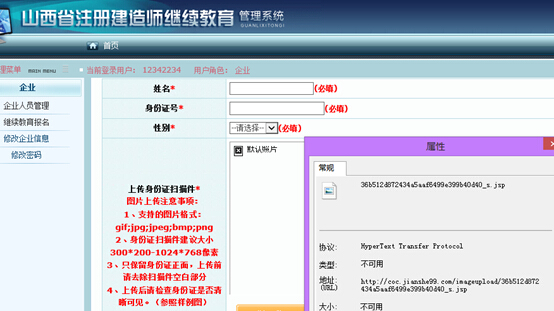 山西省注册建造师继续教育 管理系统
GUANLIXITONG
首页
理菜单 MAIN MENU
当前登录用户： 12342234 用户角色： 企业
企业
企业人员管理
继续教育报名
修改企业信息
修改密码
姓名* (必填)
身份证号* (必填)
性别* --请选择-- (必填)
默认照片
上传身份证扫描件*
图片上传注意事项：
1、支持的图片格式：
gif;jpg;jpeg;bmp;png
2、身份证扫描件建议大小
300*200-1024*768像素
3、只保留身份证正面，上传前
请去除扫描件空白部分
4、上传后请检查身份证是否清
晰可见。（参照样例图）
属性
常规
36b512d872434a5aaf6499e399b40d40_s.jsp
协议： HyperText Transfer Protocol
类型： 不可用
地址： http://ccc.jianshe99.com/imageupload/36b512d872
(URL) 434a5aaf6499e399b40d40_s.jsp
大小： 不可用